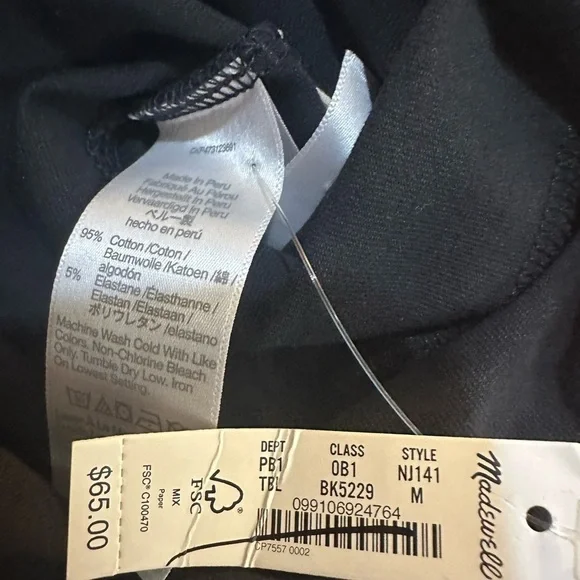 Made in Peru
Fabriqué Au Pérou
Hergestellt In Peru
Vervaardigd In Peru
ペルー製
hecho en perú
95% Cotton /Coton /
Baumwolle /Katoen /綿 /
algodón
5% Elastane /Élasthanne /
Elastan /Elastaan /
ポリウレタン /elastano
Machine Wash Cold With Like
Colors. Non-Chlorine Bleach
Only. Tumble Dry Low. Iron
On Lowest Setting.
$65.00
FSC® C100470
MIX
Paper
FSC
DEPT CLASS STYLE
PB1 0B1 NJ141
TBL BK5229 M
099106924764
CP7557 0002
Madewell